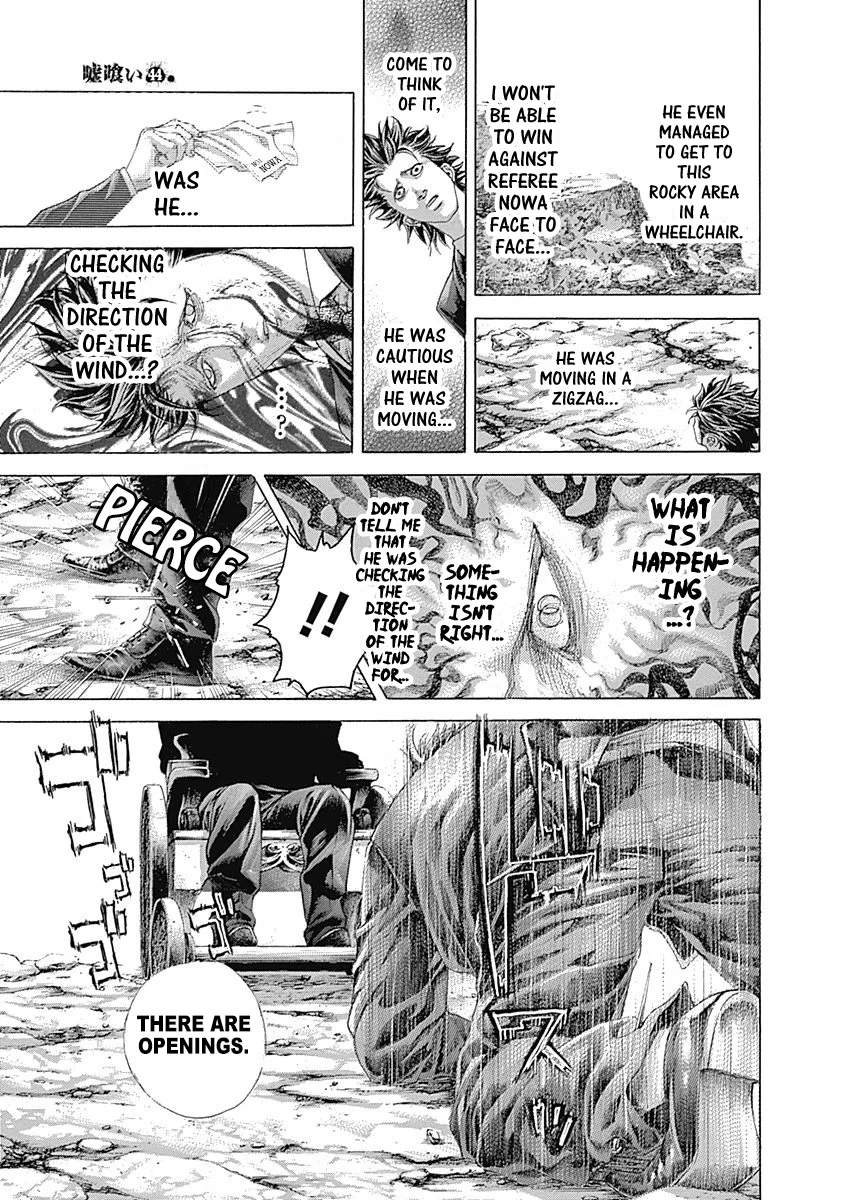 嘘喰い 44
HE EVEN
MANAGED
TO GET TO
THIS
ROCKY AREA
IN A
WHEELCHAIR.
I WON'T
BE ABLE
TO WIN
AGAINST
REFEREE
NOWA
FACE TO
FACE...
HE WAS
MOVING IN A
ZIGZAG...
COME TO
THINK
OF IT,
HE WAS
CAUTIOUS
WHEN
HE WAS
MOVING...
NOWA
WAS
HE...
CHECKING
THE
DIRECTION
OF THE
WIND...?
...?
WHAT
IS
HAPPEN-
ING
...?
SOME-
THING
ISN'T
RIGHT...
DON'T
TELL ME
THAT
HE WAS
CHECKING
THE
DIREC-
TION
OF THE
WIND
FOR...
!!
PIERCE
ズ
THERE ARE
OPENINGS.